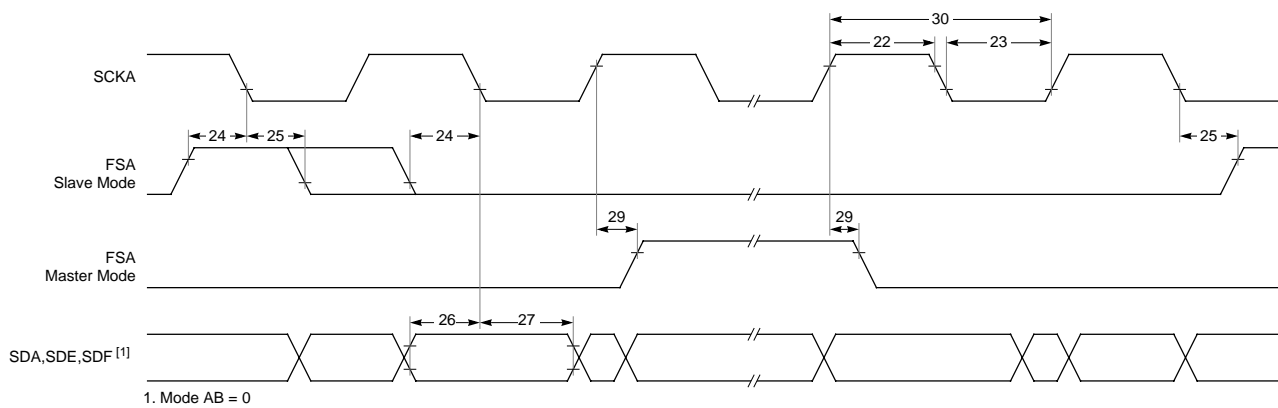 30
22
23
SCKA
24
25
24
25
FSA
Slave Mode
29
29
FSA
Master Mode
26
27
SDA,SDE,SDF [1]
1. Mode AB = 0